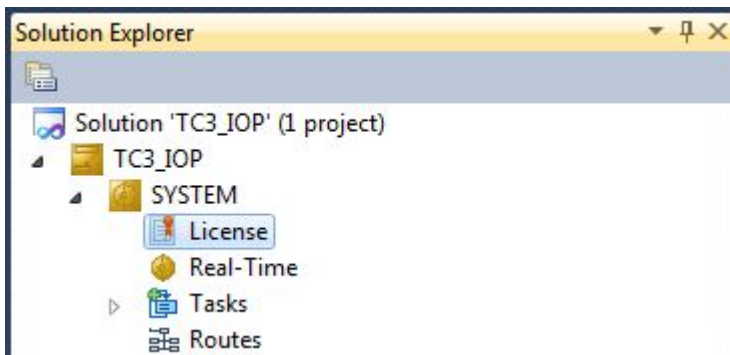 Solution Explorer
Solution 'TC3_IOP' (1 project)
TC3_IOP
SYSTEM
License
Real-Time
Tasks
Routes